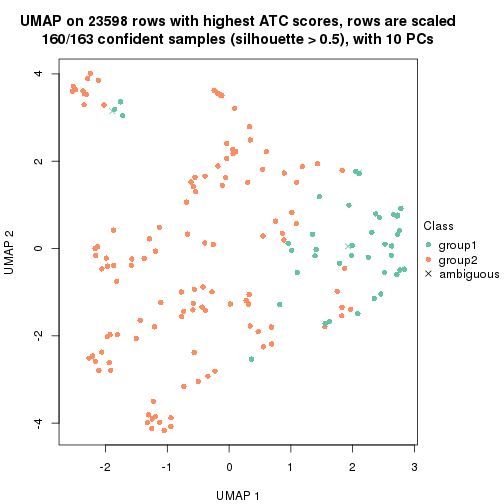 UMAP on 23598 rows with highest ATC scores, rows are scaled
160/163 confident samples (silhouette > 0.5), with 10 PCs
4
2
0
-2
-4
UMAP 2
-2
-1
0
1
2
3
UMAP 1
Class
group1
group2
ambiguous